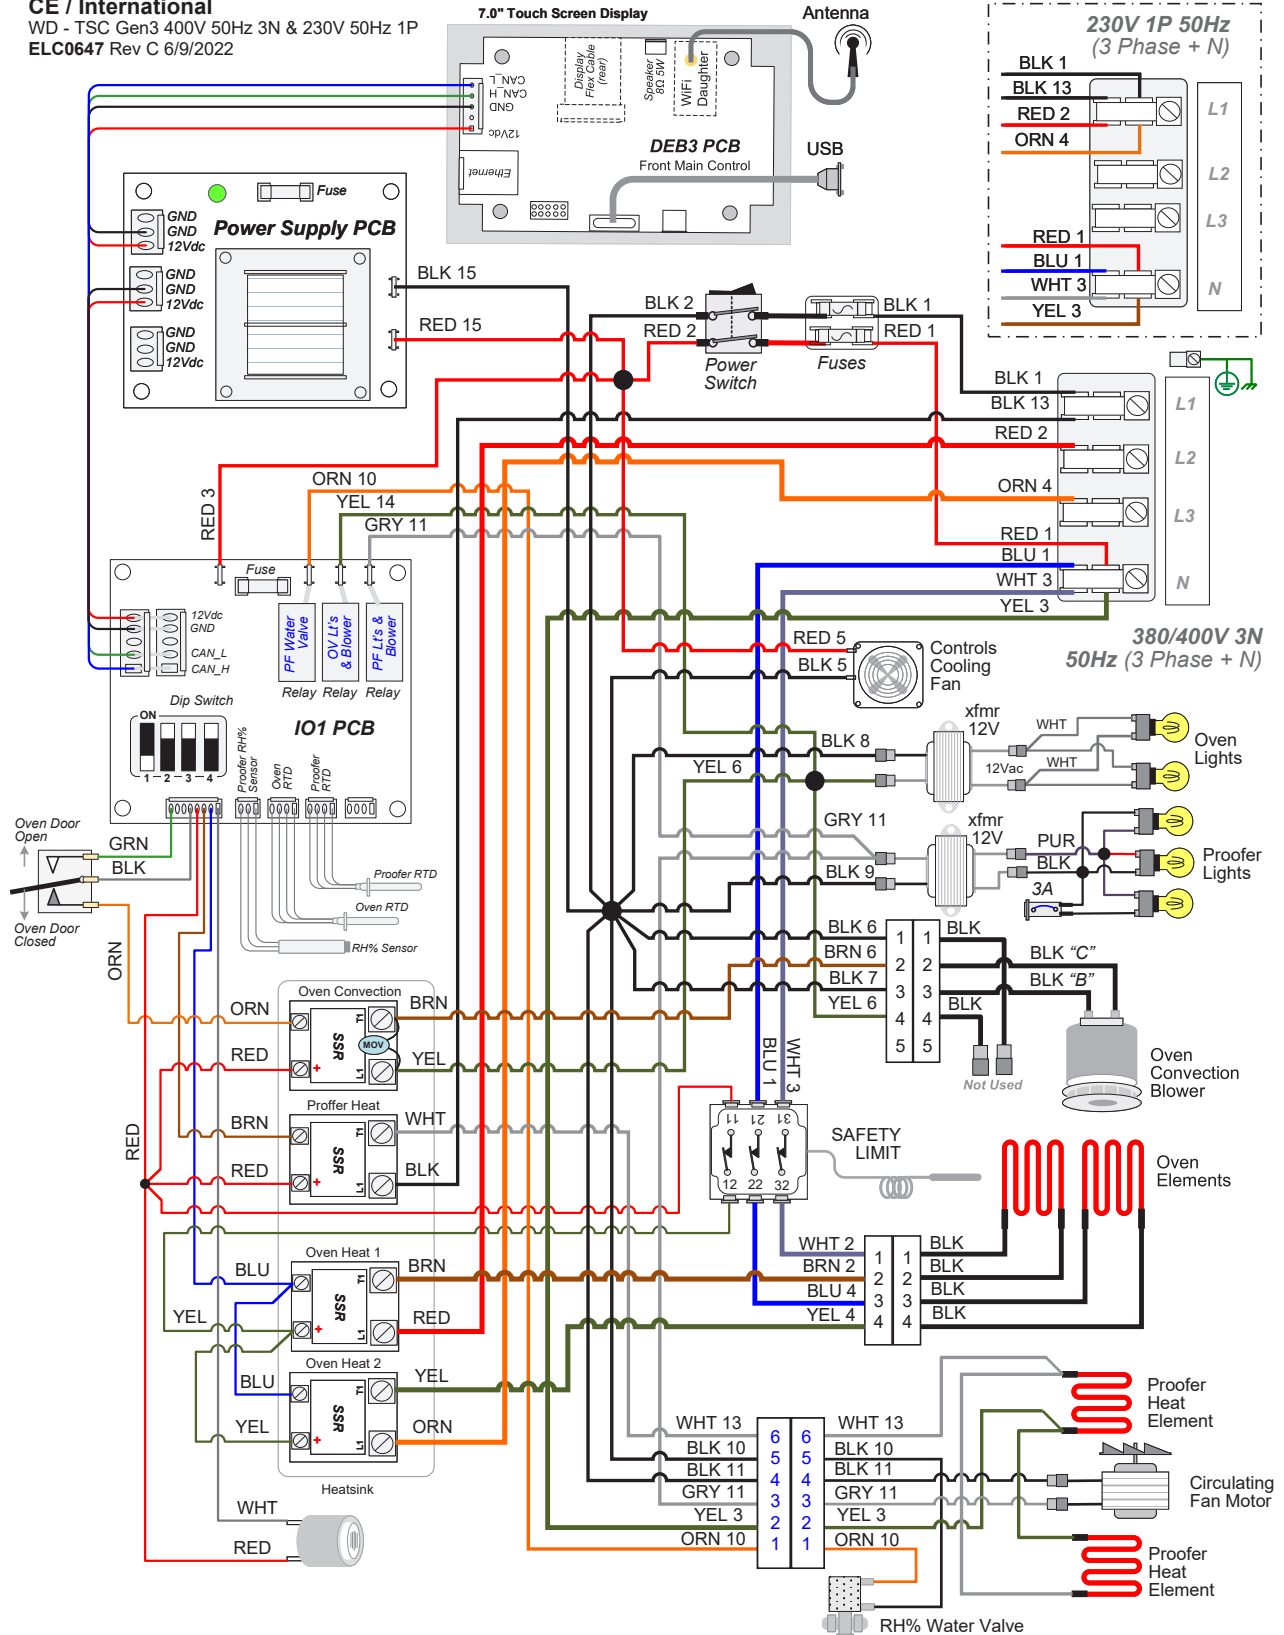 CE / International
WD - TSC Gen3 400V 50Hz 3N & 230V 50Hz 1P
ELC0647 Rev C 6/9/2022
7.0" Touch Screen Display
Antenna
CAN_L
CAN_H
GND
12Vdc
Display
Flex Cable
(rear)
Speaker
8Ω 5W
WiFi
Daughter
DEB3 PCB
Front Main Control
Ethernet
USB
230V 1P 50Hz
(3 Phase + N)
BLK 1
BLK 13
RED 2
ORN 4
RED 1
BLU 1
WHT 3
YEL 3
L1
L2
L3
N
Fuse
Power Supply PCB
GND
GND
12Vdc
GND
GND
12Vdc
GND
GND
12Vdc
BLK 15
RED 15
BLK 2
RED 2
Power
Switch
Fuses
BLK 1
RED 1
BLK 1
BLK 13
RED 2
ORN 4
RED 1
BLU 1
WHT 3
YEL 3
L1
L2
L3
N
380/400V 3N
50Hz (3 Phase + N)
RED 3
ORN 10
YEL 14
GRY 11
Fuse
12Vdc
GND
CAN_L
CAN_H
PF Water
Valve
OV Lt's
& Blower
PF Lt's &
Blower
Relay
Relay
Relay
Dip Switch
ON
1 2 3 4
IO1 PCB
Proofer RH%
Sensor
Oven
RTD
Proofer
RTD
RED 5
BLK 5
Controls
Cooling
Fan
BLK 8
YEL 6
xfmr
12V
12Vac
WHT
WHT
Oven
Lights
GRY 11
BLK 9
xfmr
12V
PUR
BLK
3A
Proofer
Lights
Oven Door
Open
GRN
BLK
Oven Door
Closed
ORN
Proofer RTD
Oven RTD
RH% Sensor
BLK 6
BRN 6
BLK 7
YEL 6
1 1
2 2
3 3
4 4
5 5
BLK
BLK "C"
BLK "B"
BLK
Not Used
Oven
Convection
Blower
Oven Convection
ORN
RED
SSR
T1
L1
+
MOV
BRN
YEL
Proffer Heat
BRN
RED
SSR
T1
L1
+
WHT
BLK
RED
BLU 1
WHT 3
11 21 31
12 22 32
SAFETY
LIMIT
Oven
Elements
Oven Heat 1
BLU
YEL
SSR
T1
L1
+
BRN
RED
Oven Heat 2
BLU
YEL
SSR
T1
L1
+
YEL
ORN
Heatsink
WHT
RED
WHT 2
BRN 2
BLU 4
YEL 4
1 1
2 2
3 3
4 4
BLK
BLK
BLK
BLK
WHT 13
BLK 10
BLK 11
GRY 11
YEL 3
ORN 10
6 6
5 5
4 4
3 3
2 2
1 1
WHT 13
BLK 10
BLK 11
GRY 11
YEL 3
ORN 10
Proofer
Heat
Element
Circulating
Fan Motor
Proofer
Heat
Element
RH% Water Valve